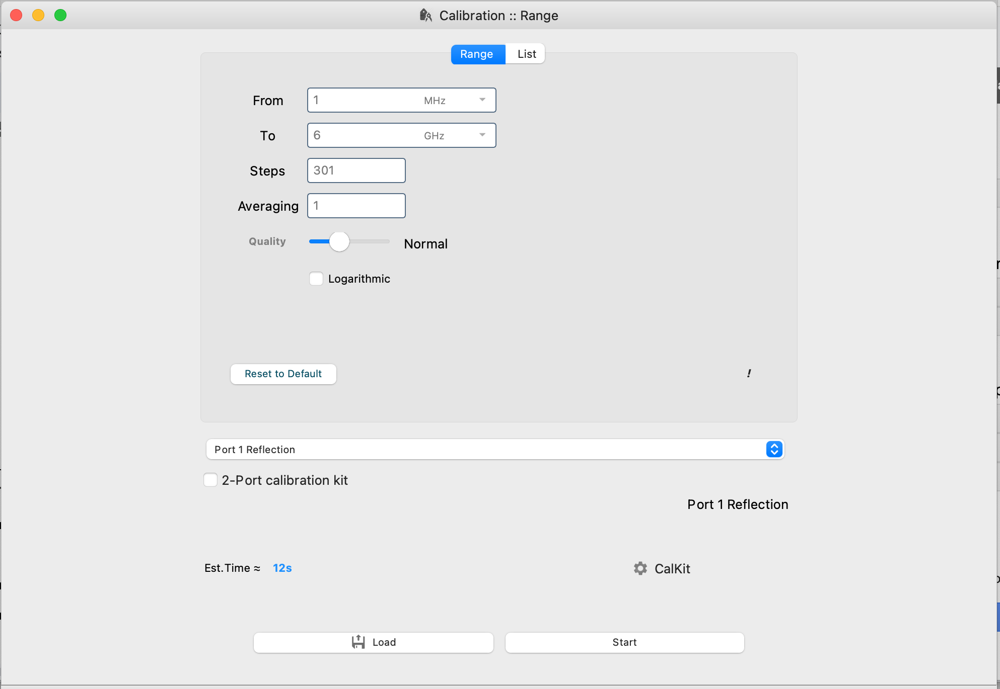 Calibration :: Range
Range List
From 1 MHz
To 6 GHz
Steps 301
Averaging 1
Quality Normal
Logarithmic
Reset to Default !
Port 1 Reflection
2-Port calibration kit
Port 1 Reflection
Est.Time ≈ 12s CalKit
Load Start